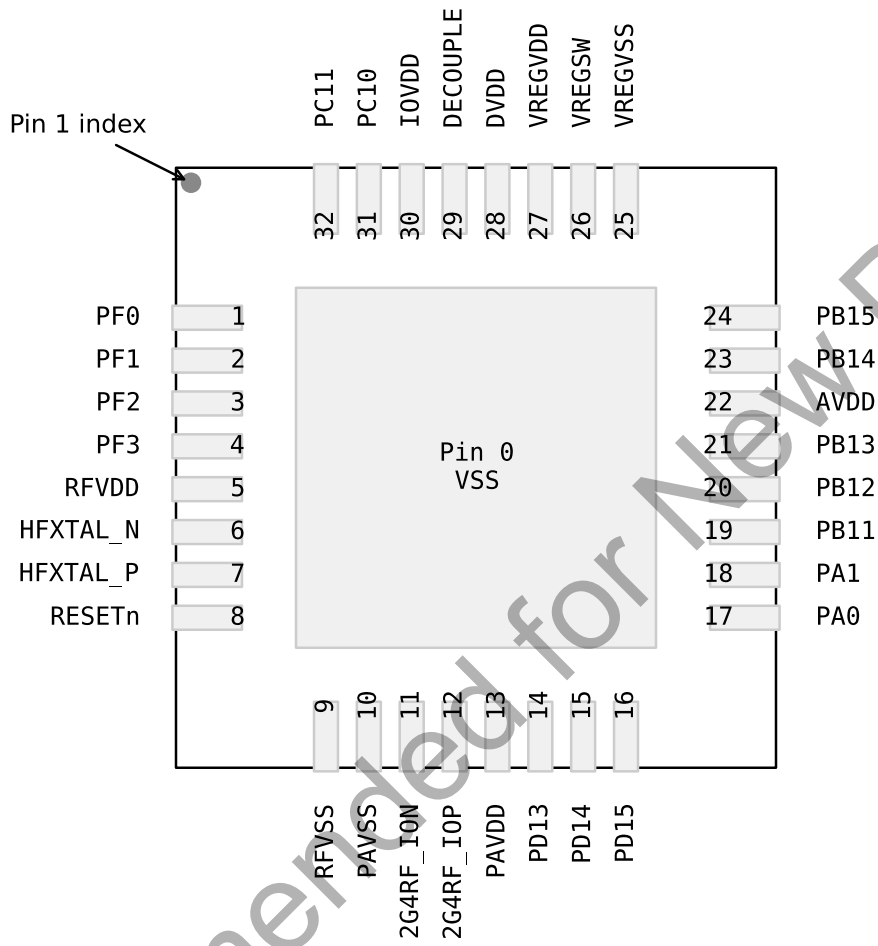 PC11
PC10
IOVDD
DECOUPLE
DVDD
VREGVDD
VREGSW
VREGVSS
Pin 1 index
32
31
30
29
28
27
26
25
PF0 1
PF1 2
PF2 3
PF3 4
RFVDD 5
HFXTAL_N 6
HFXTAL_P 7
RESETn 8
Pin 0
VSS
24 PB15
23 PB14
22 AVDD
21 PB13
20 PB12
19 PB11
18 PA1
17 PA0
9
10
11
12
13
14
15
16
RFVSS
PAVSS
2G4RF_ION
2G4RF_IOP
PAVDD
PD13
PD14
PD15
mended for New D